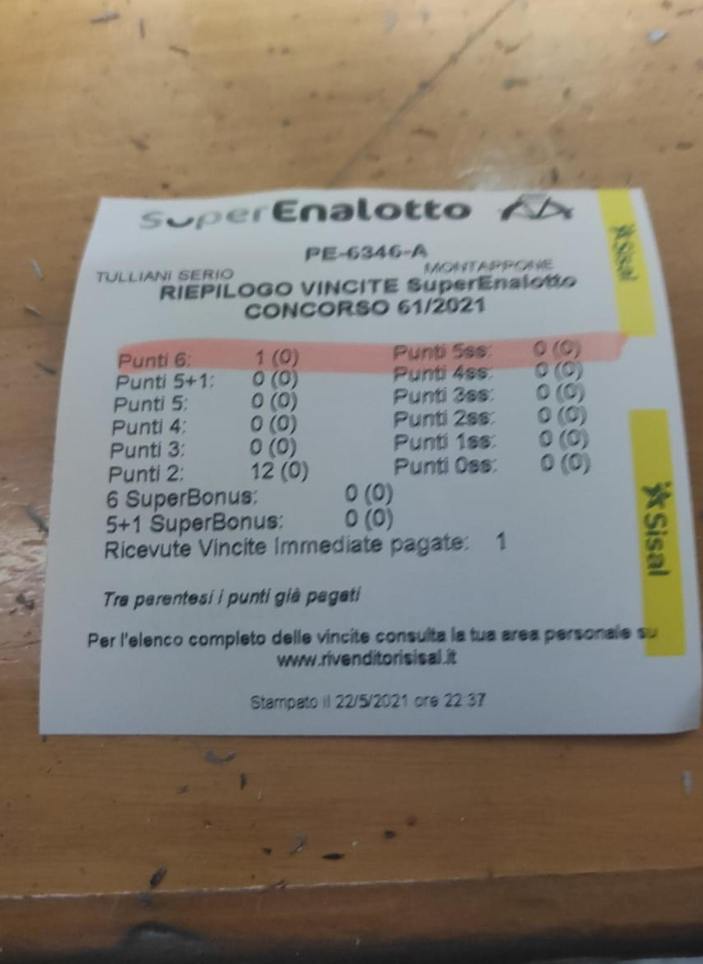 SuperEnalotto
PE-6346-A
TULLIANI SERIO MONTAPPONE
RIEPILOGO VINCITE SuperEnalotto
CONCORSO 61/2021
Punti 6: 1 (0) Punti 5ss: 0 (0)
Punti 5+1: 0 (0) Punti 4ss: 0 (0)
Punti 5: 0 (0) Punti 3ss: 0 (0)
Punti 4: 0 (0) Punti 2ss: 0 (0)
Punti 3: 0 (0) Punti 1ss: 0 (0)
Punti 2: 12 (0) Punti 0ss: 0 (0)
6 SuperBonus: 0 (0)
5+1 SuperBonus: 0 (0)
Ricevute Vincite Immediate pagate: 1
Tra parentesi i punti già pagati
Per l'elenco completo delle vincite consulta la tua area personale su
www.rivenditorisisal.it
Stampato il 22/5/2021 ore 22:37
Sisal
Sisal